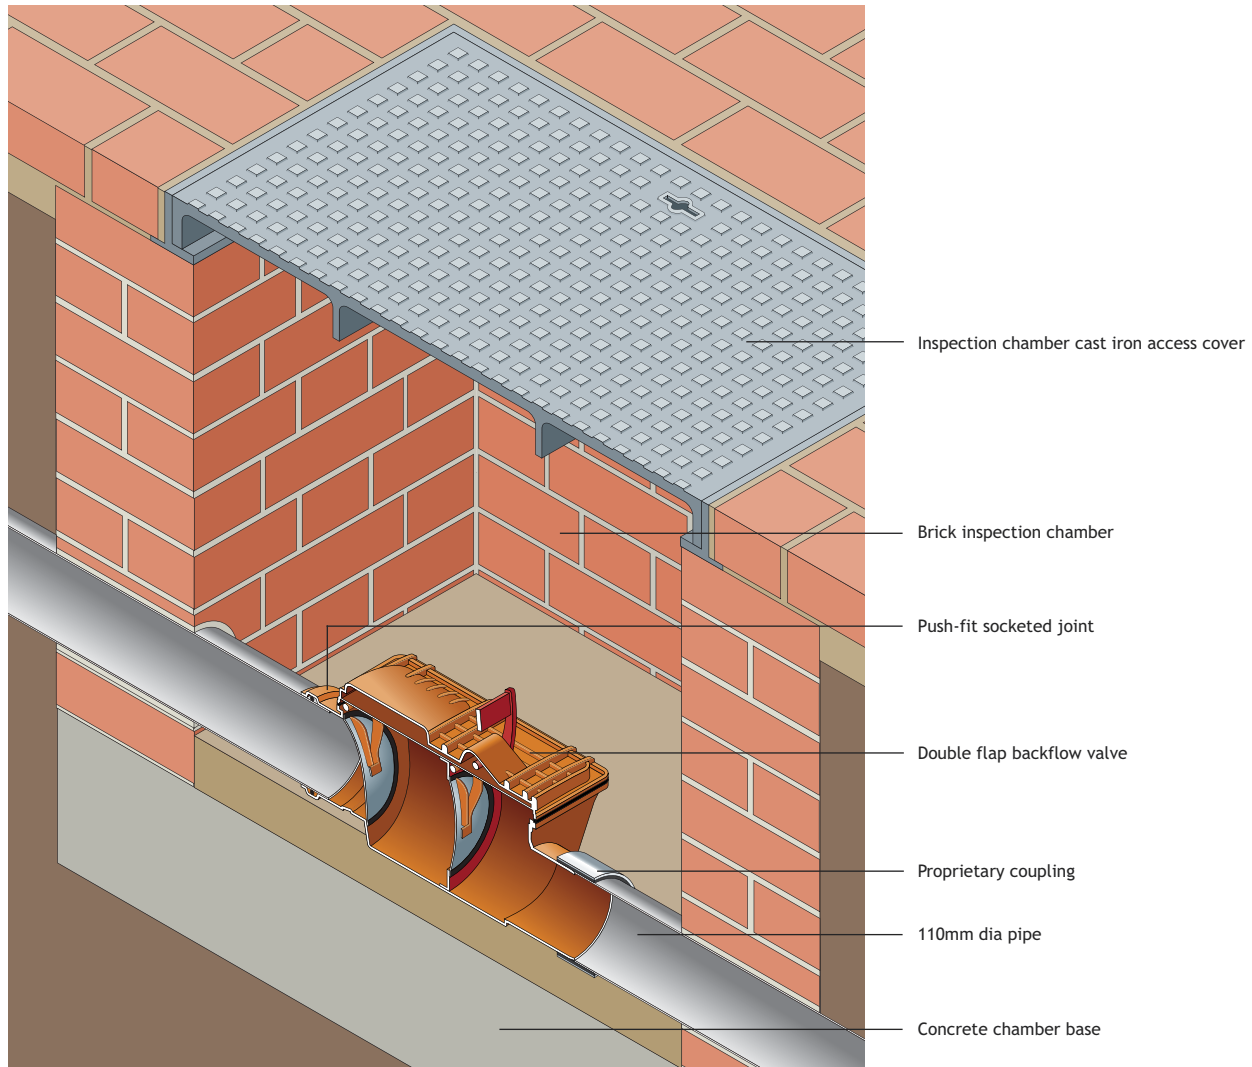 Inspection chamber cast iron access cover
Brick inspection chamber
Push-fit socketed joint
Double flap backflow valve
Proprietary coupling
110mm dia pipe
Concrete chamber base